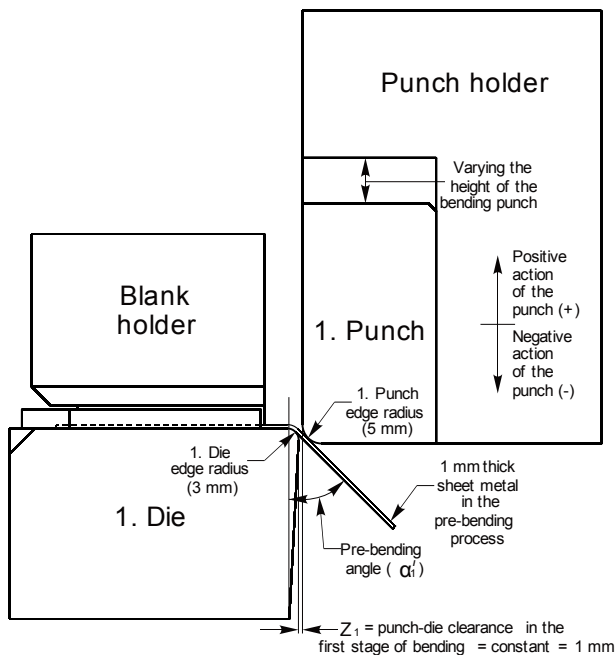 Punch holder
Varying the
height of the
bending punch
Positive
action
of the
punch (+)
Negative
action
of the
punch (-)
Blank
holder
1. Punch
1. Punch
edge radius
(5 mm)
1. Die
edge radius
(3 mm)
1 mm thick
sheet metal
in the
pre-bending
process
1. Die
Pre-bending
angle ( α₁′)
Z₁ = punch-die clearance in the
first stage of bending = constant = 1 mm